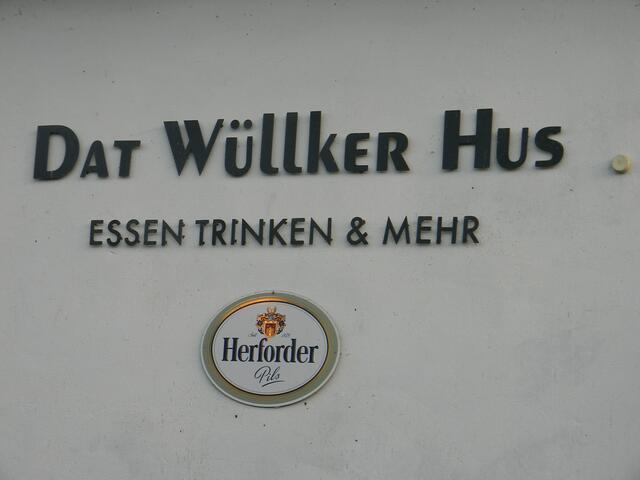 DAT WÜLLKER HUS
ESSEN TRINKEN & MEHR
Herforder
Pils